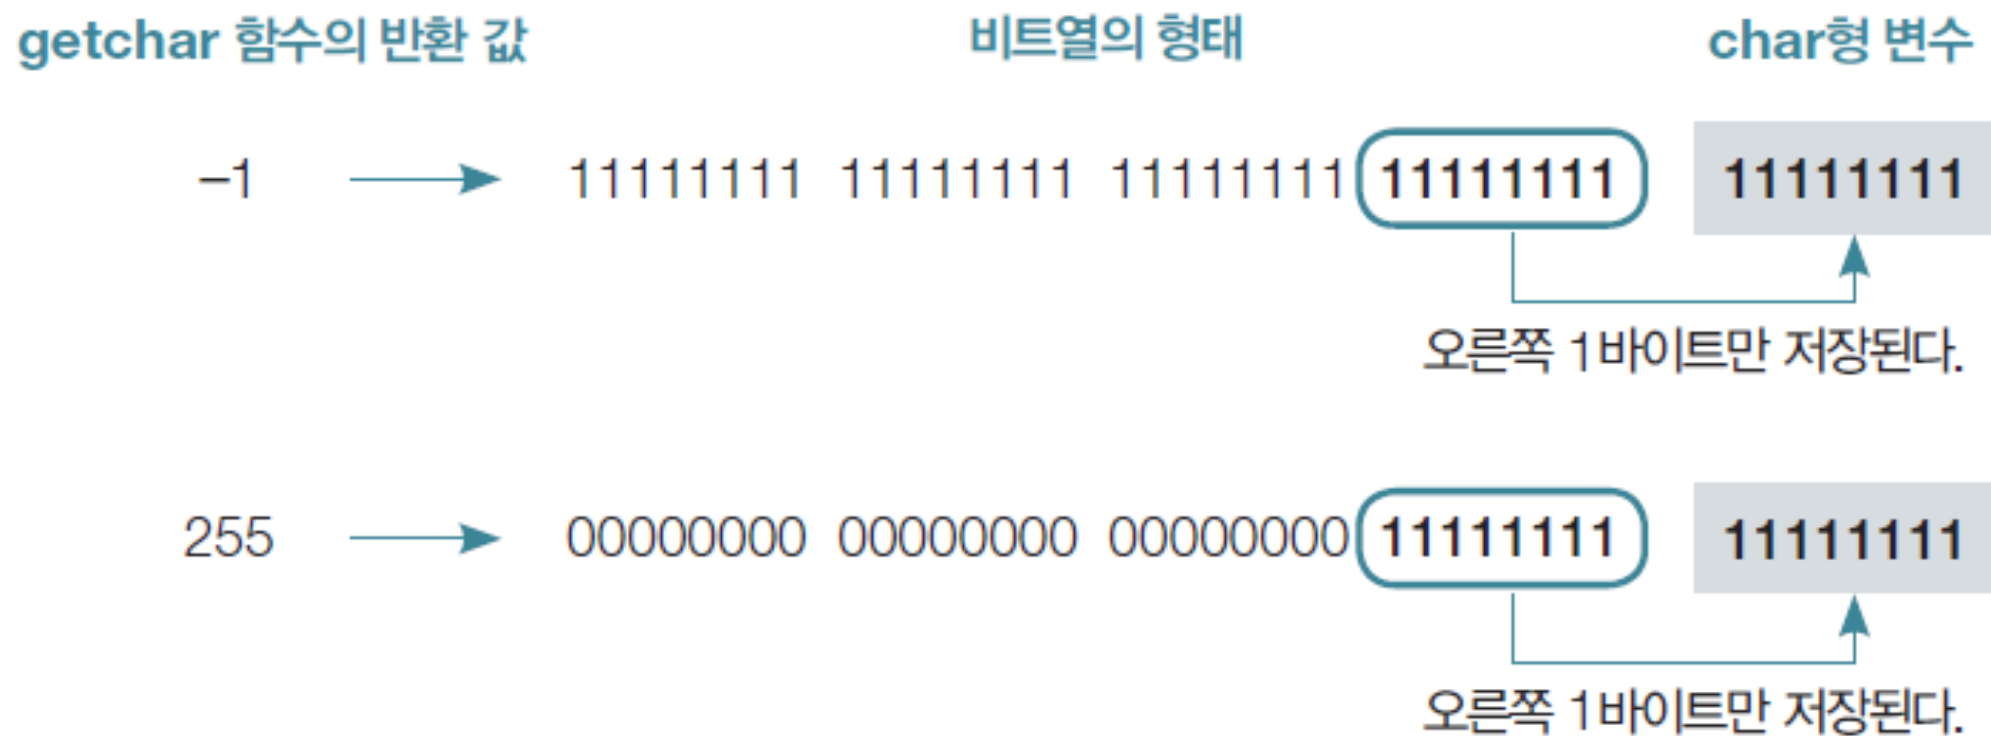 getchar 함수의 반환 값 비트열의 형태 char형 변수
–1 11111111 11111111 11111111 11111111 11111111
오른쪽 1바이트만 저장된다.
255 00000000 00000000 00000000 11111111 11111111
오른쪽 1바이트만 저장된다.